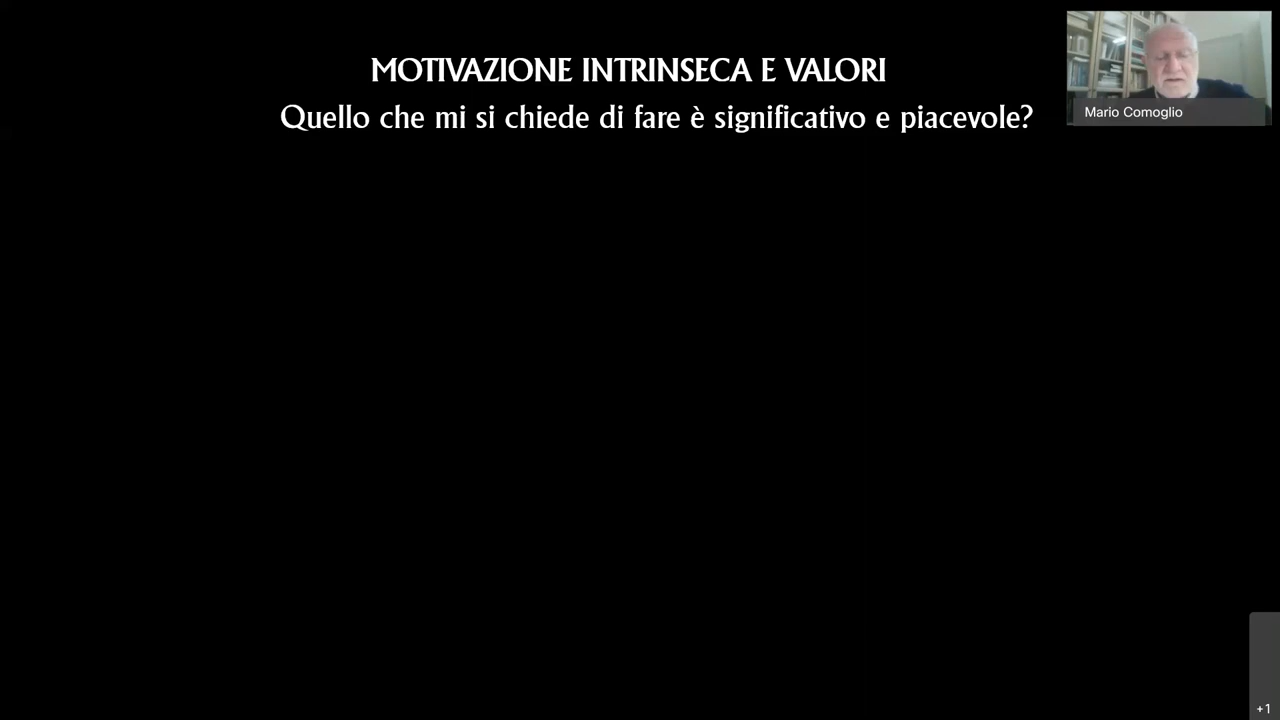 MOTIVAZIONE INTRINSECA E VALORI
Quello che mi si chiede di fare è significativo e piacevole?
Mario Comoglio
+1